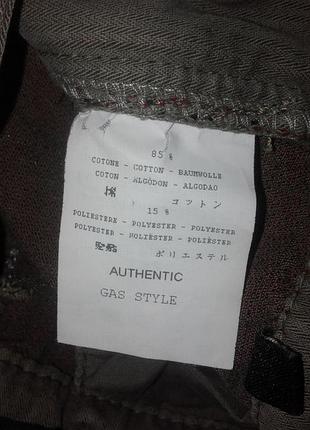 85%
COTONE - COTTON - BAUMWOLLE
COTON - ALGODON - ALGODAO
コットン
15%
POLIESTERE - POLYESTER - POLYESTER
POLYESTER - POLIESTER - POLIÉSTER
ポリエステル
AUTHENTIC
GAS STYLE